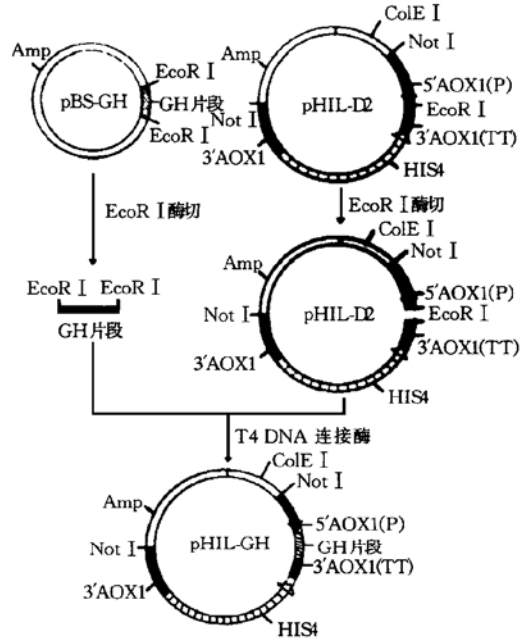 Amp
EcoR Ⅰ
pBS-GH
GH片段
EcoR Ⅰ
ColE Ⅰ
Not Ⅰ
5′AOX1(P)
pHIL-D2
EcoR Ⅰ
Not Ⅰ
3′AOX1(TT)
3′AOX1
HIS4
EcoR Ⅰ酶切
EcoR Ⅰ酶切
EcoR Ⅰ EcoR Ⅰ
GH片段
ColE Ⅰ
Not Ⅰ
Amp
5′AOX1(P)
Not Ⅰ
pHIL-D2
EcoR Ⅰ
3′AOX1(TT)
3′AOX1
HIS4
T4 DNA 连接酶
ColE Ⅰ
Not Ⅰ
Amp
5′AOX1(P)
Not Ⅰ
pHIL-GH
GH片段
3′AOX1(TT)
3′AOX1
HIS4